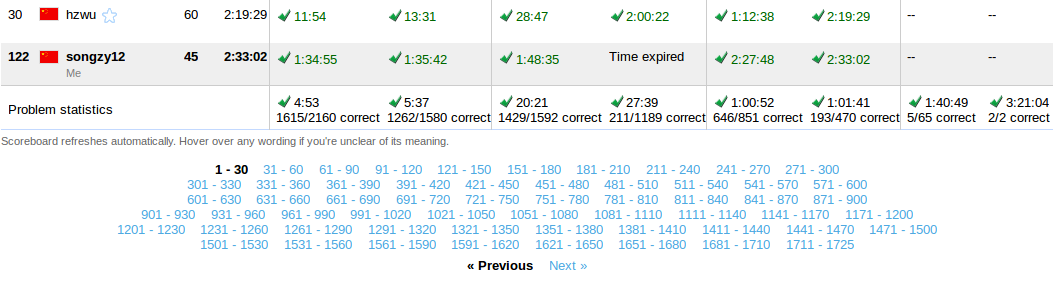 30 hzwu 60 2:19:29 11:54 13:31 28:47 2:00:22 1:12:38 2:19:29 -- --
122 songzy12 45 2:33:02 1:34:55 1:35:42 1:48:35 Time expired 2:27:48 2:33:02 -- --
Me
Problem statistics 4:53 5:37 20:21 27:39 1:00:52 1:01:41 1:40:49 3:21:04
1615/2160 correct 1262/1580 correct 1429/1592 correct 211/1189 correct 646/851 correct 193/470 correct 5/65 correct 2/2 correct
Scoreboard refreshes automatically. Hover over any wording if you're unclear of its meaning.
1 - 30 31 - 60 61 - 90 91 - 120 121 - 150 151 - 180 181 - 210 211 - 240 241 - 270 271 - 300
301 - 330 331 - 360 361 - 390 391 - 420 421 - 450 451 - 480 481 - 510 511 - 540 541 - 570 571 - 600
601 - 630 631 - 660 661 - 690 691 - 720 721 - 750 751 - 780 781 - 810 811 - 840 841 - 870 871 - 900
901 - 930 931 - 960 961 - 990 991 - 1020 1021 - 1050 1051 - 1080 1081 - 1110 1111 - 1140 1141 - 1170 1171 - 1200
1201 - 1230 1231 - 1260 1261 - 1290 1291 - 1320 1321 - 1350 1351 - 1380 1381 - 1410 1411 - 1440 1441 - 1470 1471 - 1500
1501 - 1530 1531 - 1560 1561 - 1590 1591 - 1620 1621 - 1650 1651 - 1680 1681 - 1710 1711 - 1725
« Previous Next »